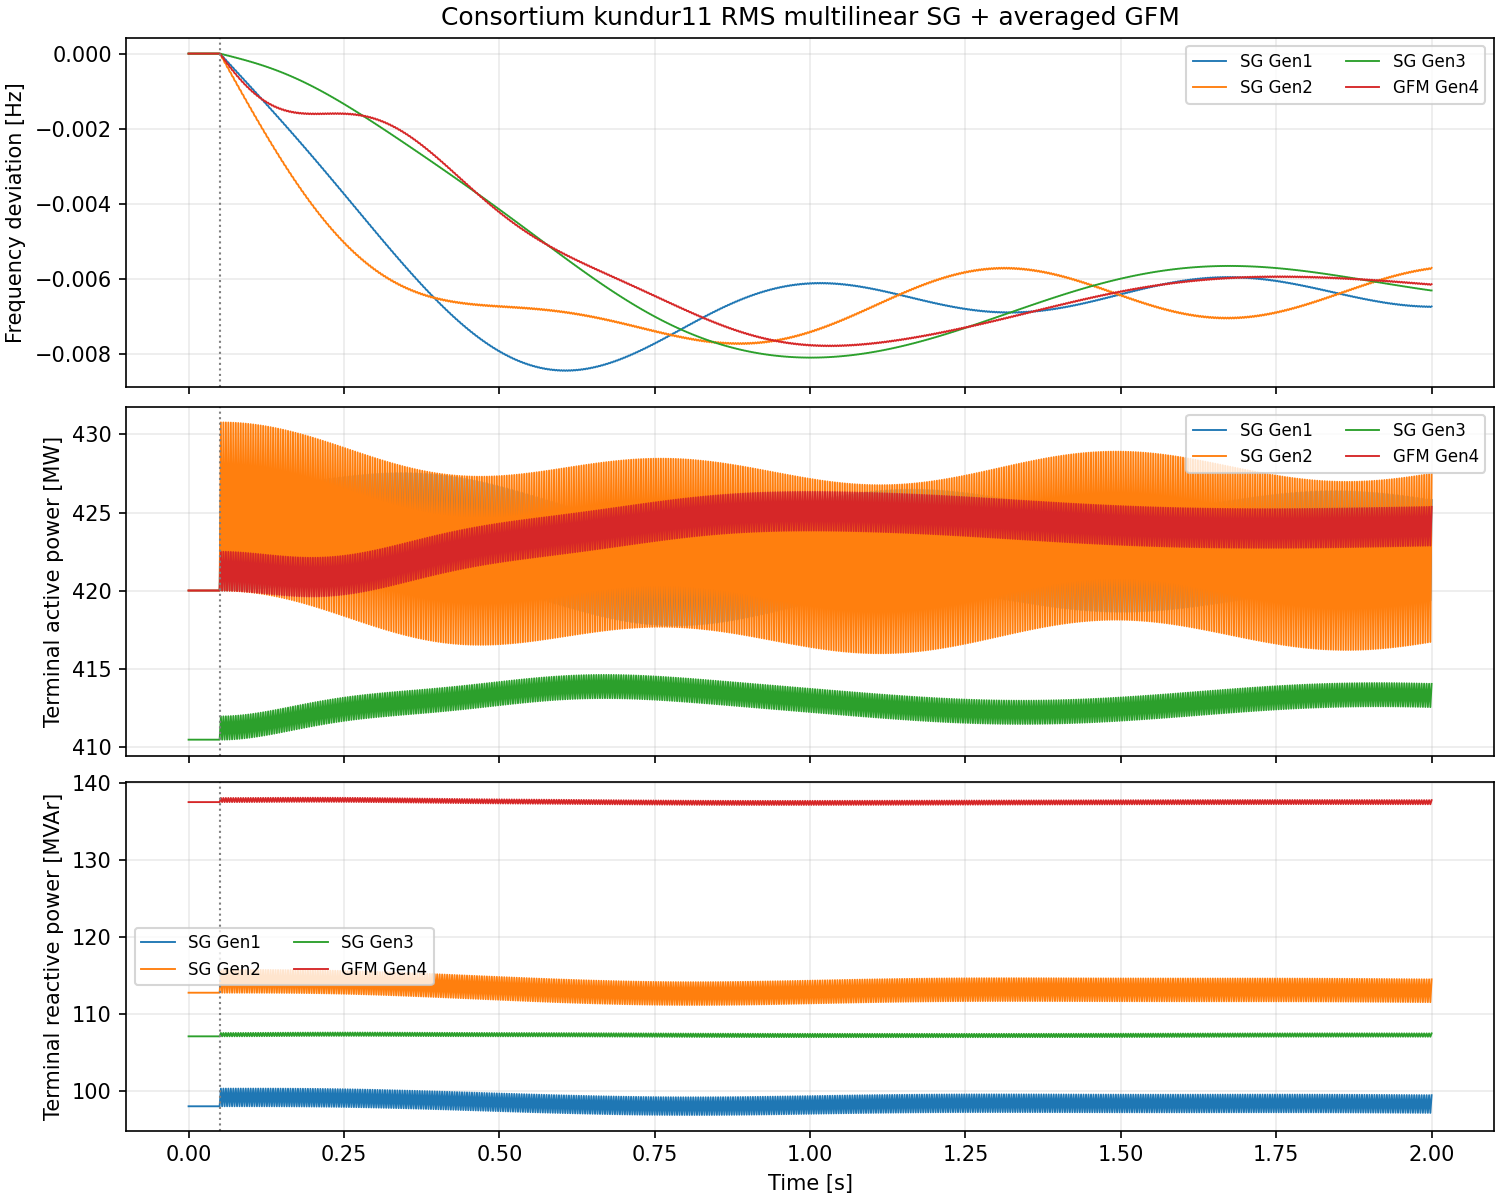 Consortium kundur11 RMS multilinear SG + averaged GFM
Frequency deviation [Hz]
0.000
−0.002
−0.004
−0.006
−0.008
SG Gen1 SG Gen3
SG Gen2 GFM Gen4
Terminal active power [MW]
430
425
420
415
410
SG Gen1 SG Gen3
SG Gen2 GFM Gen4
Terminal reactive power [MVAr]
140
130
120
110
100
SG Gen1 SG Gen3
SG Gen2 GFM Gen4
0.00 0.25 0.50 0.75 1.00 1.25 1.50 1.75 2.00
Time [s]